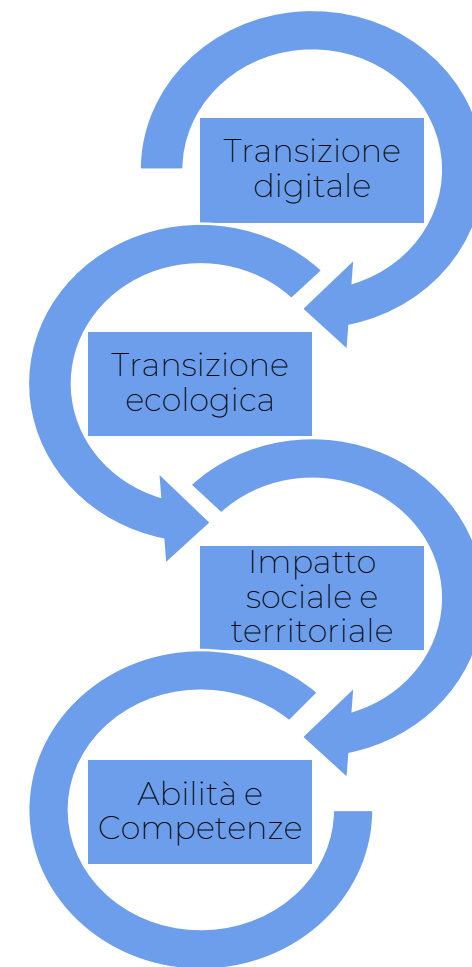 Transizione
digitale
Transizione
ecologica
Impatto
sociale e
territoriale
Abilità e
Competenze